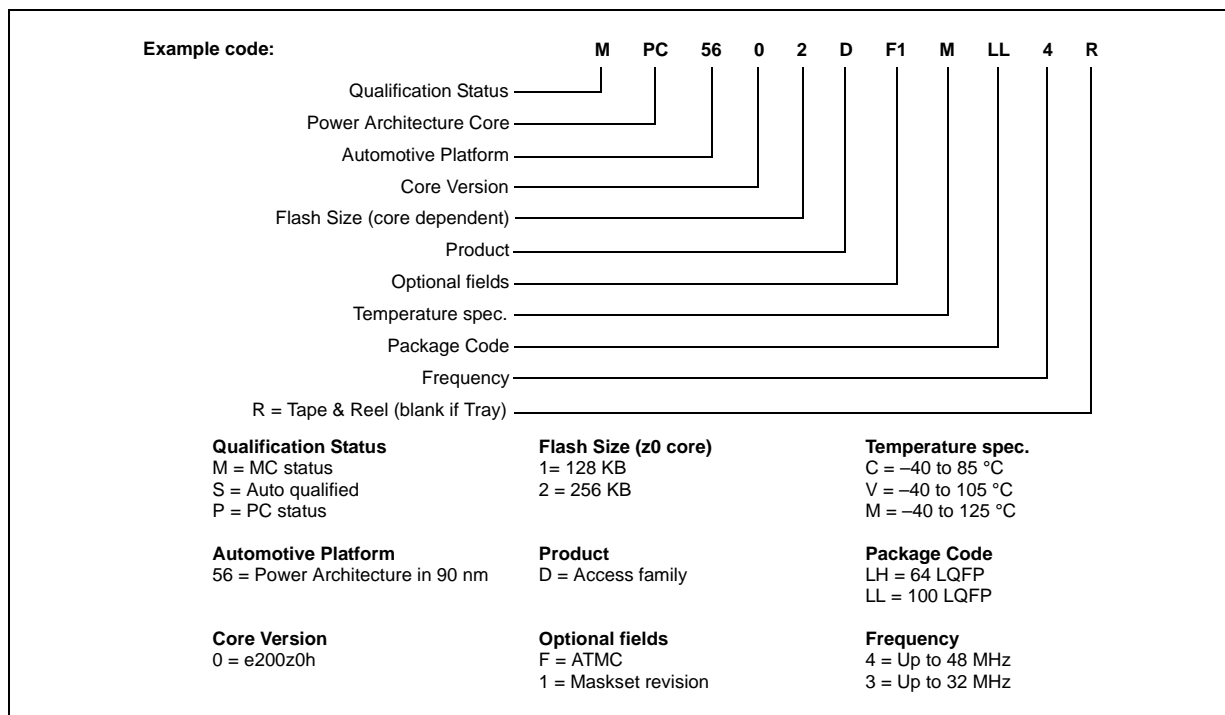 Example code: M PC 56 0 2 D F1 M LL 4 R
Qualification Status
Power Architecture Core
Automotive Platform
Core Version
Flash Size (core dependent)
Product
Optional fields
Temperature spec.
Package Code
Frequency
R = Tape & Reel (blank if Tray)
Qualification Status
M = MC status
S = Auto qualified
P = PC status
Flash Size (z0 core)
1= 128 KB
2 = 256 KB
Temperature spec.
C = –40 to 85 °C
V = –40 to 105 °C
M = –40 to 125 °C
Automotive Platform
56 = Power Architecture in 90 nm
Product
D = Access family
Package Code
LH = 64 LQFP
LL = 100 LQFP
Core Version
0 = e200z0h
Optional fields
F = ATMC
1 = Maskset revision
Frequency
4 = Up to 48 MHz
3 = Up to 32 MHz